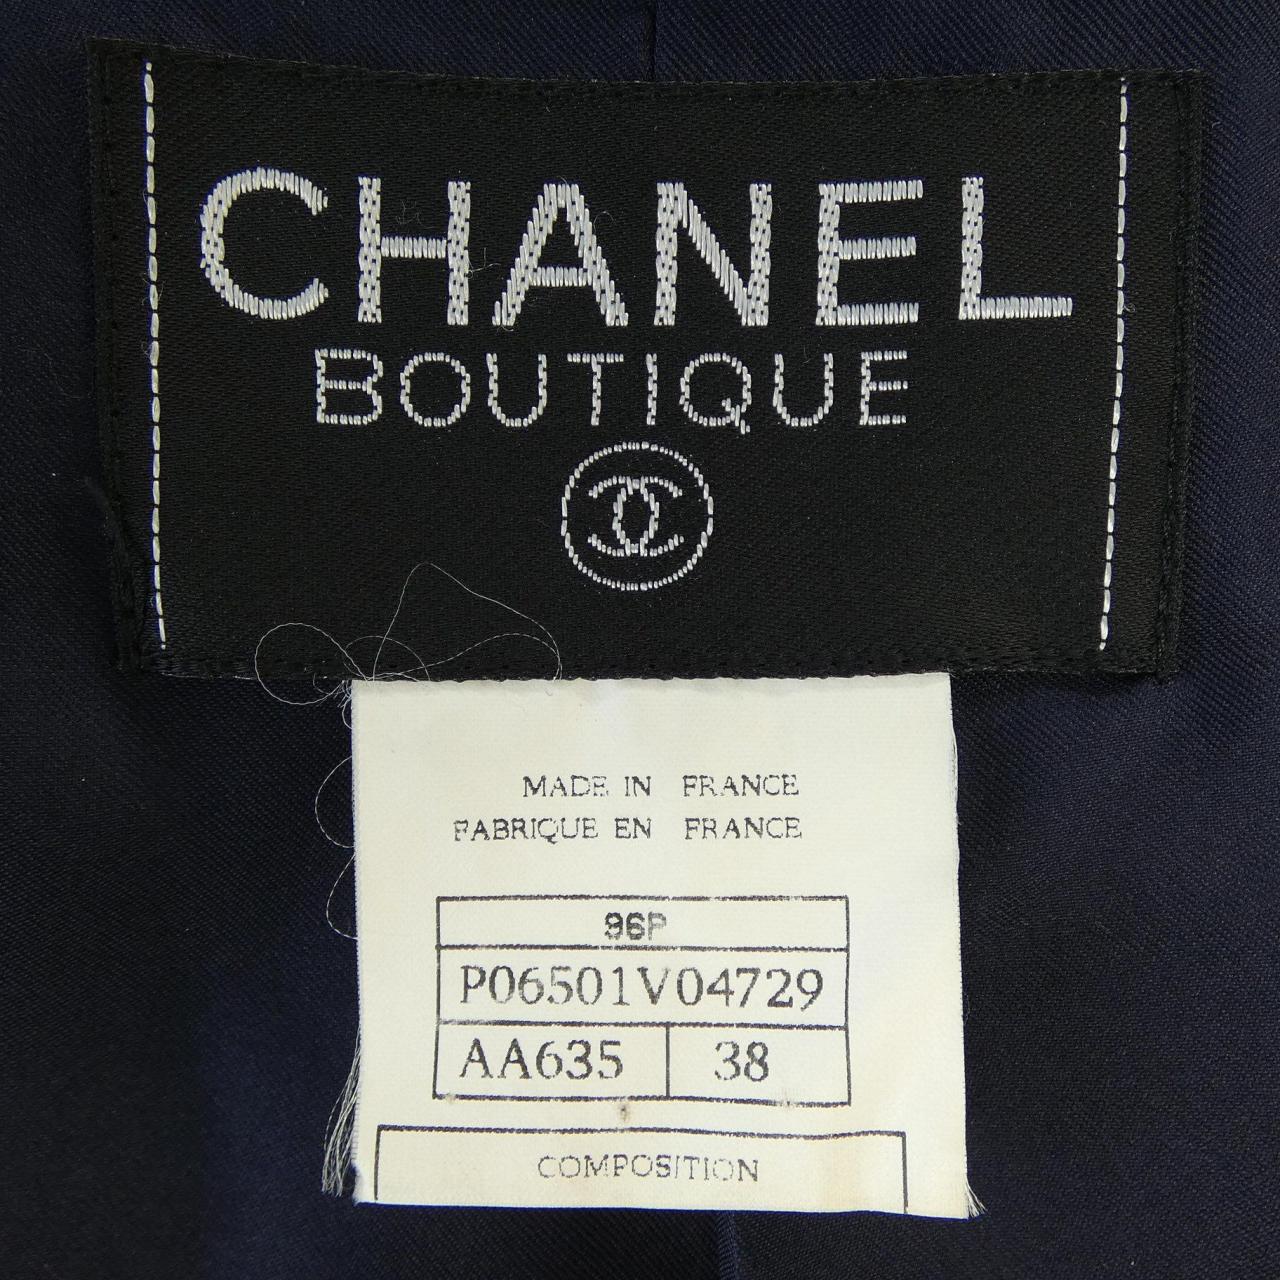 CHANEL
BOUTIQUE
MADE IN FRANCE
FABRIQUE EN FRANCE
96P
P06501V04729
AA635 38
COMPOSITION